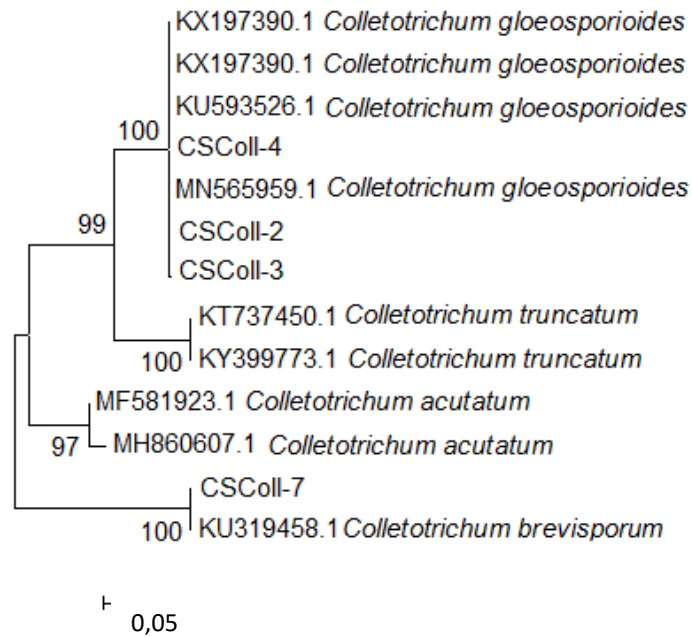 KX197390.1 Colletotrichum gloeosporioides
KX197390.1 Colletotrichum gloeosporioides
KU593526.1 Colletotrichum gloeosporioides
100
CSColl-4
MN565959.1 Colletotrichum gloeosporioides
99
CSColl-2
CSColl-3
KT737450.1 Colletotrichum truncatum
100 KY399773.1 Colletotrichum truncatum
MF581923.1 Colletotrichum acutatum
97 MH860607.1 Colletotrichum acutatum
CSColl-7
100 KU319458.1 Colletotrichum brevisporum
0,05